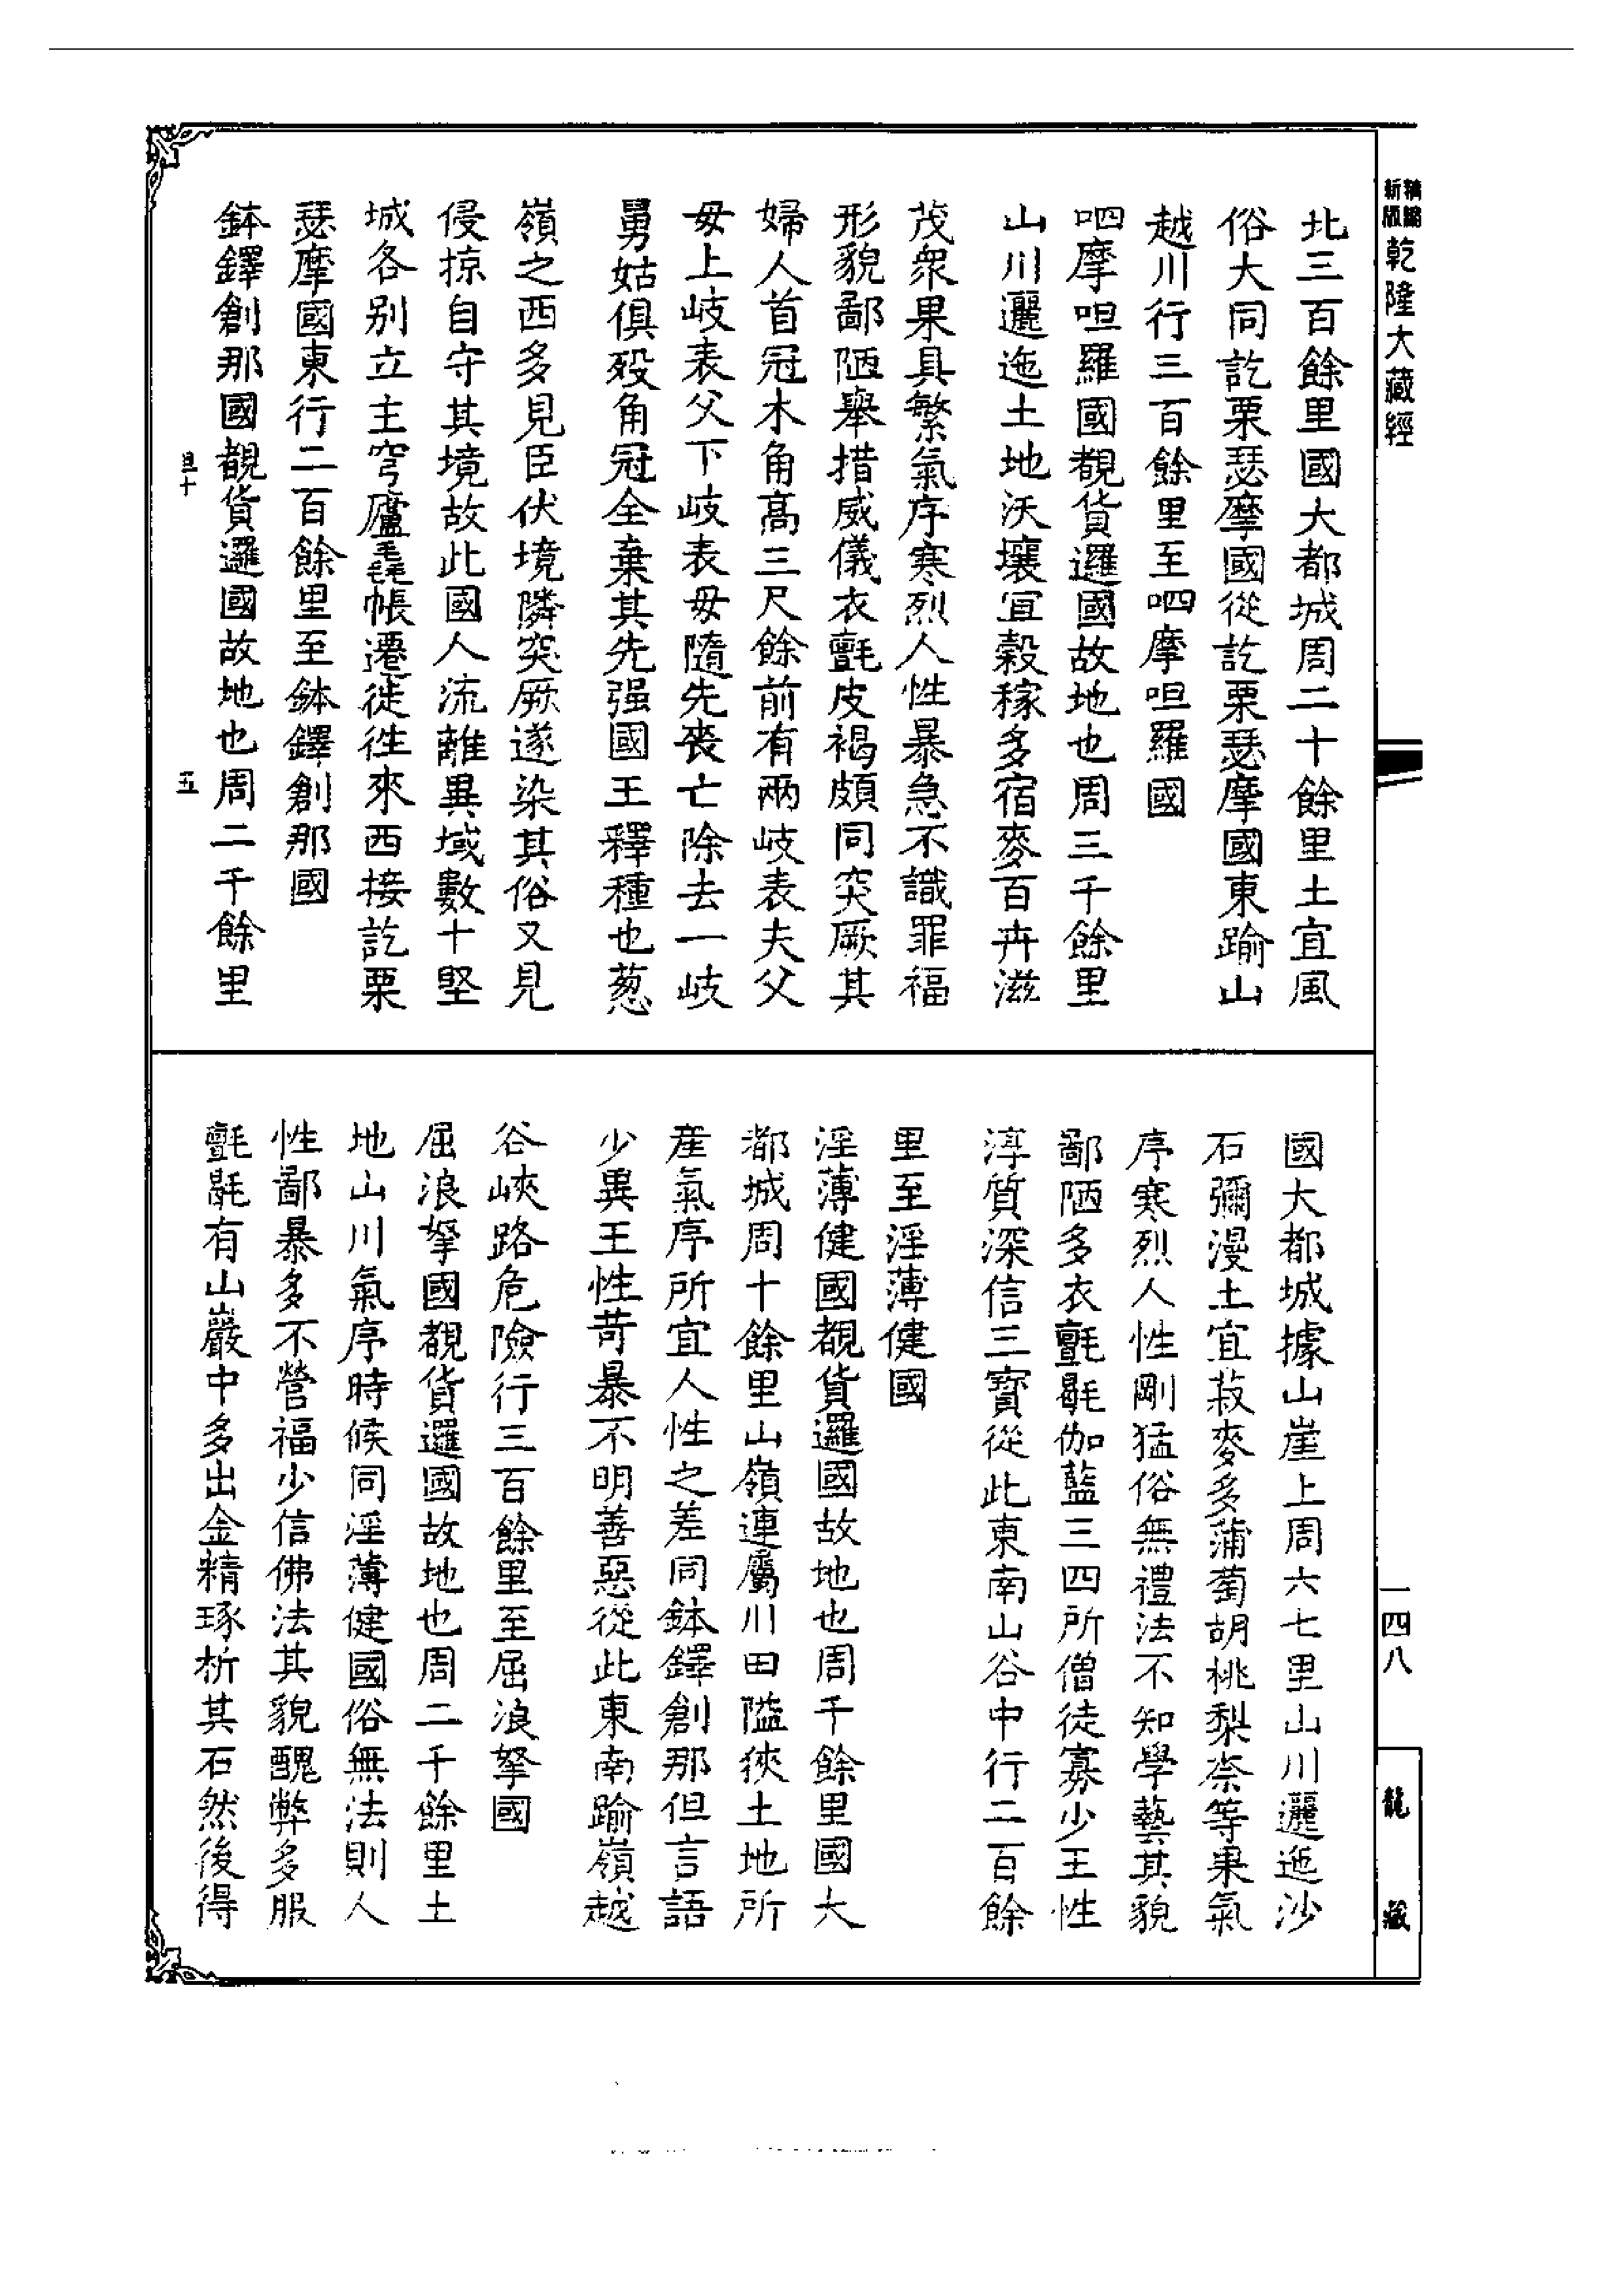 新版
精縮
乾隆大藏經
一四八
龍藏
北三百餘里國大都城周二十餘里土宜風
俗大同訖栗瑟摩國從訖栗瑟摩國東踰山
越川行三百餘里至呬摩呾羅國
呬摩呾羅國覩貨邏國故地也周三千餘里
山川邐迤土地沃壤宜穀稼多宿麥百卉滋
茂衆果具繁氣序寒烈人性暴急不識罪福
形貌鄙陋舉措威儀衣氈皮褐頗同突厥其
婦人首冠木角高三尺餘前有兩岐表夫父
母上岐表父下岐表母隨先喪亡除去一岐
舅姑俱歿角冠全棄其先强國王釋種也葱
嶺之西多見臣伏境隣突厥遂染其俗又見
侵掠自守其境故此國人流離異域數十堅
城各别立主穹廬毳帳遷徙徃來西接訖栗
瑟摩國東行二百餘里至鉢鐸創那國
鉢鐸創那國覩貨邏國故地也周二千餘里
旦十
五
國大都城據山崖上周六七里山川邐迤沙
石彌漫土宜菽麥多蒲萄胡桃梨柰等果氣
序寒烈人性剛猛俗無禮法不知學藝其貌
鄙陋多衣氈毼伽藍三四所僧徒寡少王性
淳質深信三寶從此東南山谷中行二百餘
里至淫薄健國
淫薄健國覩貨邏國故地也周千餘里國大
都城周十餘里山嶺連屬川田隘狹土地所
産氣序所宜人性之差同鉢鐸創那但言語
少異王性苛暴不明善惡從此東南踰嶺越
谷峽路危險行三百餘里至屈浪拏國
屈浪拏國覩貨邏國故地也周二千餘里土
地山川氣序時候同淫薄健國俗無法則人
性鄙暴多不營福少信佛法其貌醜弊多服
氈毼有山巖中多出金精琢析其石然後得